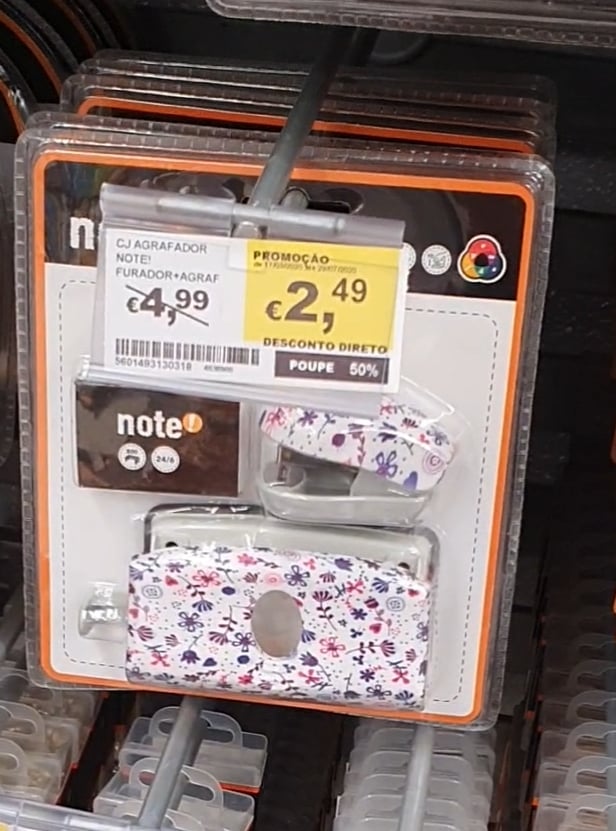 n
CJ AGRAFADOR
NOTE!
FURADOR+AGRAF
€4,99
PROMOÇÃO
€2,49
DESCONTO DIRETO
POUPE 50%
5601493130318
note!
24/6